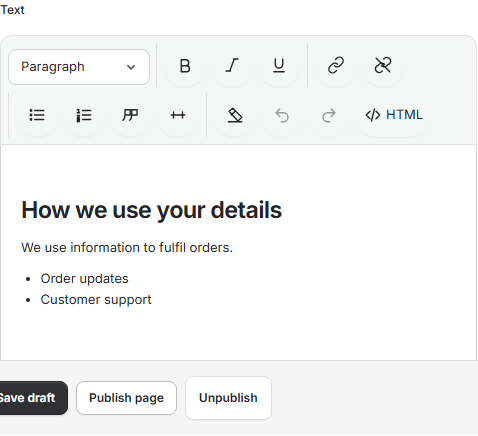 Text
Paragraph
HTML
How we use your details
We use information to fulfil orders.
Order updates
Customer support
Save draft
Publish page
Unpublish